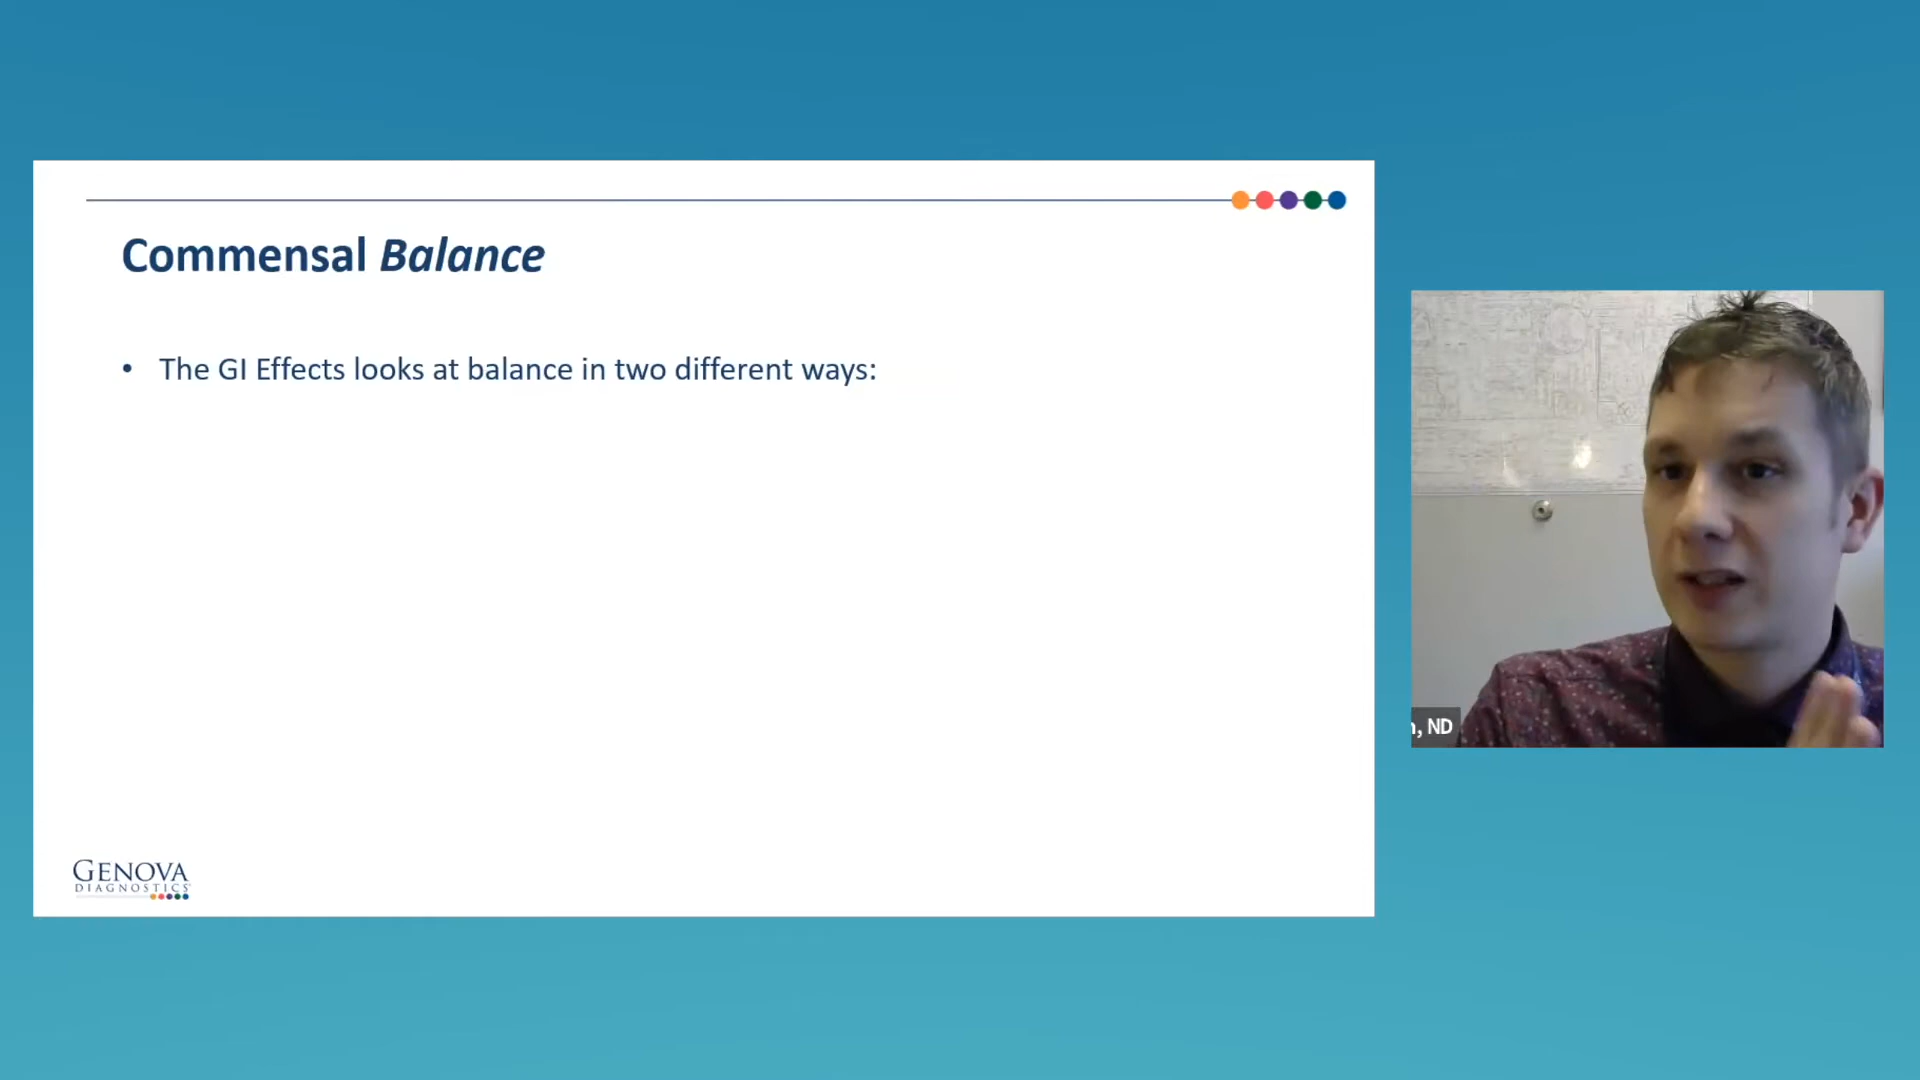 Commensal Balance
• The GI Effects looks at balance in two different ways:
GENOVA
DIAGNOSTICS
, ND